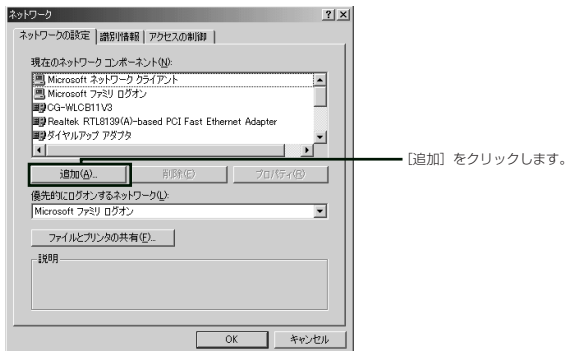 ネットワーク
ネットワークの設定 識別情報 アクセスの制御
現在のネットワーク コンポーネント(N):
Microsoft ネットワーク クライアント
Microsoft ファミリ ログオン
CG-WLCB11V3
Realtek RTL8139(A)-based PCI Fast Ethernet Adapter
ダイヤルアップ アダプタ
追加(A)... 削除(E) プロパティ(R)
[追加] をクリックします。
優先的にログオンするネットワーク(L):
Microsoft ファミリ ログオン
ファイルとプリンタの共有(F)...
説明
OK キャンセル